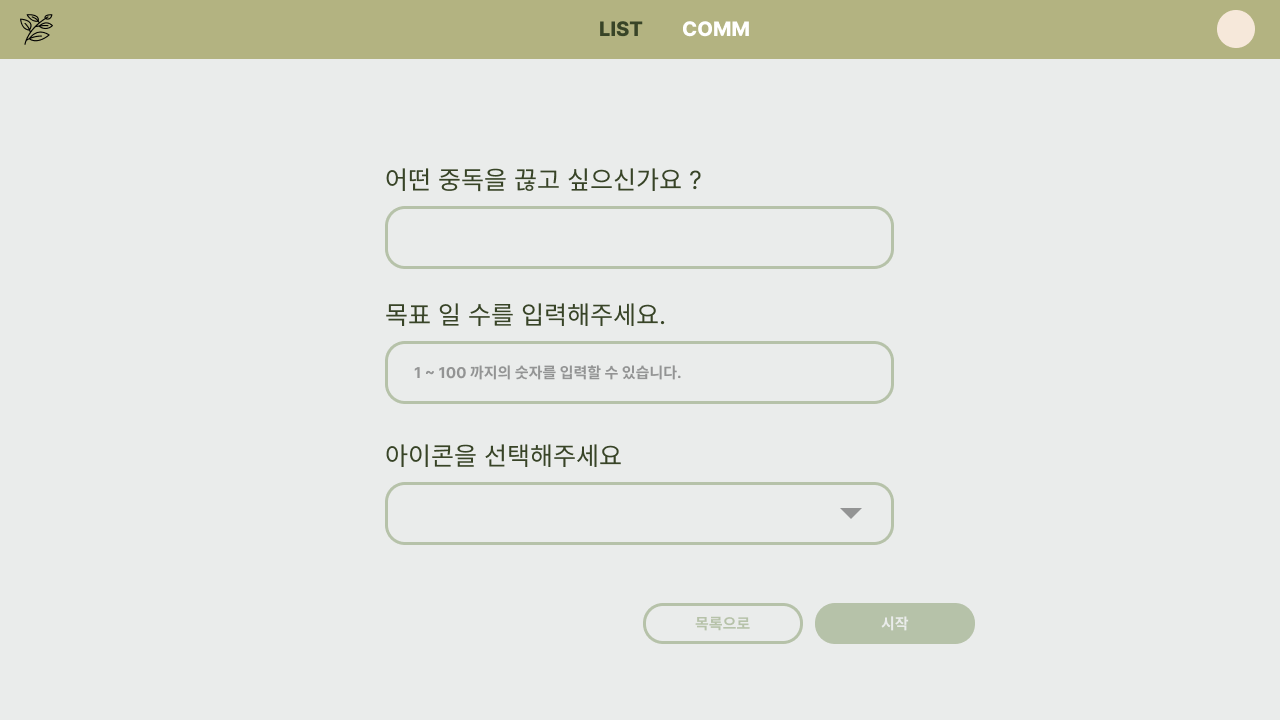 LIST COMM
어떤 중독을 끊고 싶으신가요 ?
목표 일 수를 입력해주세요.
1 ~ 100 까지의 숫자를 입력할 수 있습니다.
아이콘을 선택해주세요
목록으로 시작